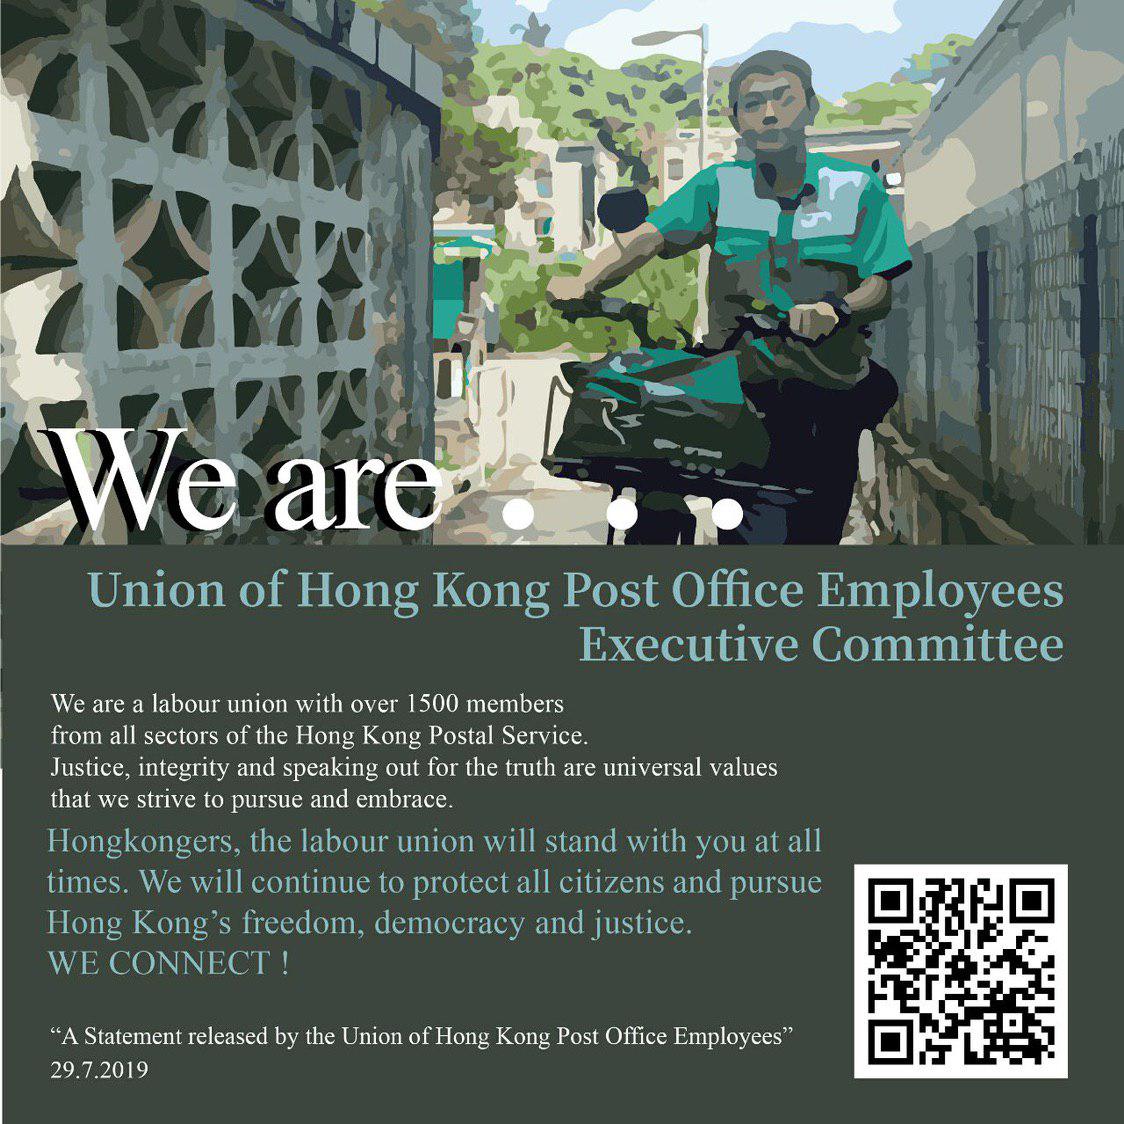 We are . . .
Union of Hong Kong Post Office Employees
Executive Committee
We are a labour union with over 1500 members
from all sectors of the Hong Kong Postal Service.
Justice, integrity and speaking out for the truth are universal values
that we strive to pursue and embrace.
Hongkongers, the labour union will stand with you at all
times. We will continue to protect all citizens and pursue
Hong Kong’s freedom, democracy and justice.
WE CONNECT !
“A Statement released by the Union of Hong Kong Post Office Employees”
29.7.2019